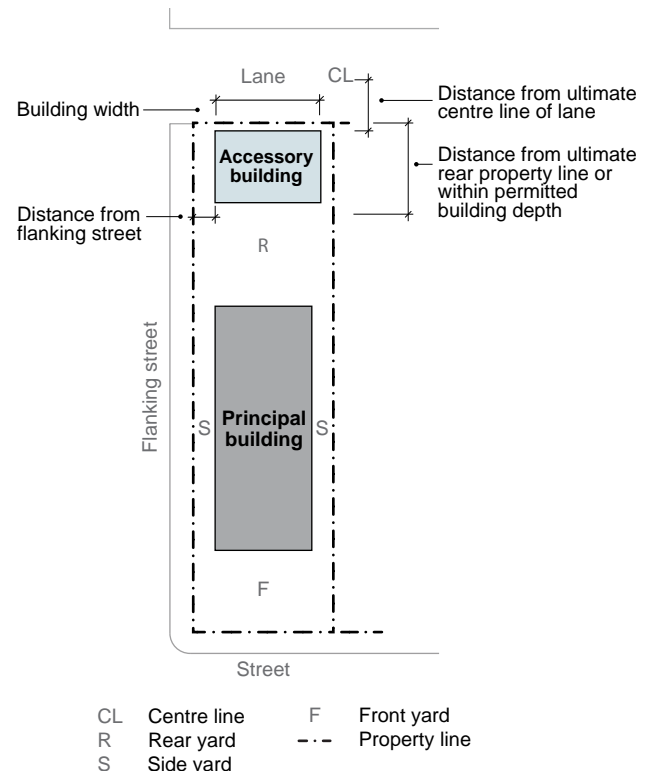 Lane
CL
Building width
Distance from ultimate
centre line of lane
Accessory
building
Distance from ultimate
rear property line or
within permitted
building depth
Distance from
flanking street
R
Flanking street
S
Principal
building
S
F
Street
CL Centre line
R Rear yard
S Side yard
F Front yard
Property line